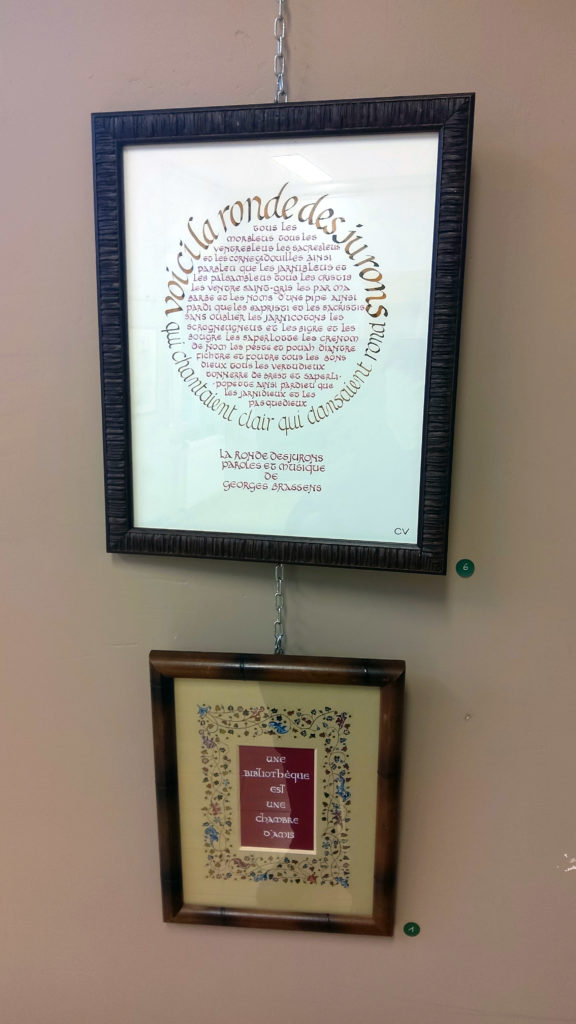 voici la ronde des jurons
qui chantaient clair qui dansaient rond
tous les
morbleus tous les
ventrebleus les sacrebleus
et les cornegidouilles ainsi
parbleu que les jarnibleus et
les palsambleus tous les cristis
les ventre saint-gris les par ma
barbe et les noms d'une pipe ainsi
pardi que les sapristi et les sacristis
sans oublier les jarnicotons les
scrogneugneus et les bigre et les
bougre les saperlotte les crénom
de nom les peste et pouah diantre
fichtre et foutre tous les bons
dieux tous les vertudieux
tonnerre de brest et saperli-
-popette ainsi pardieu que
les jarnidieux et les
pasquedieux
La ronde des jurons
paroles et musique
de
georges brassens
CV
6
une
bibliothèque
est
une
chambre
d'amis
1